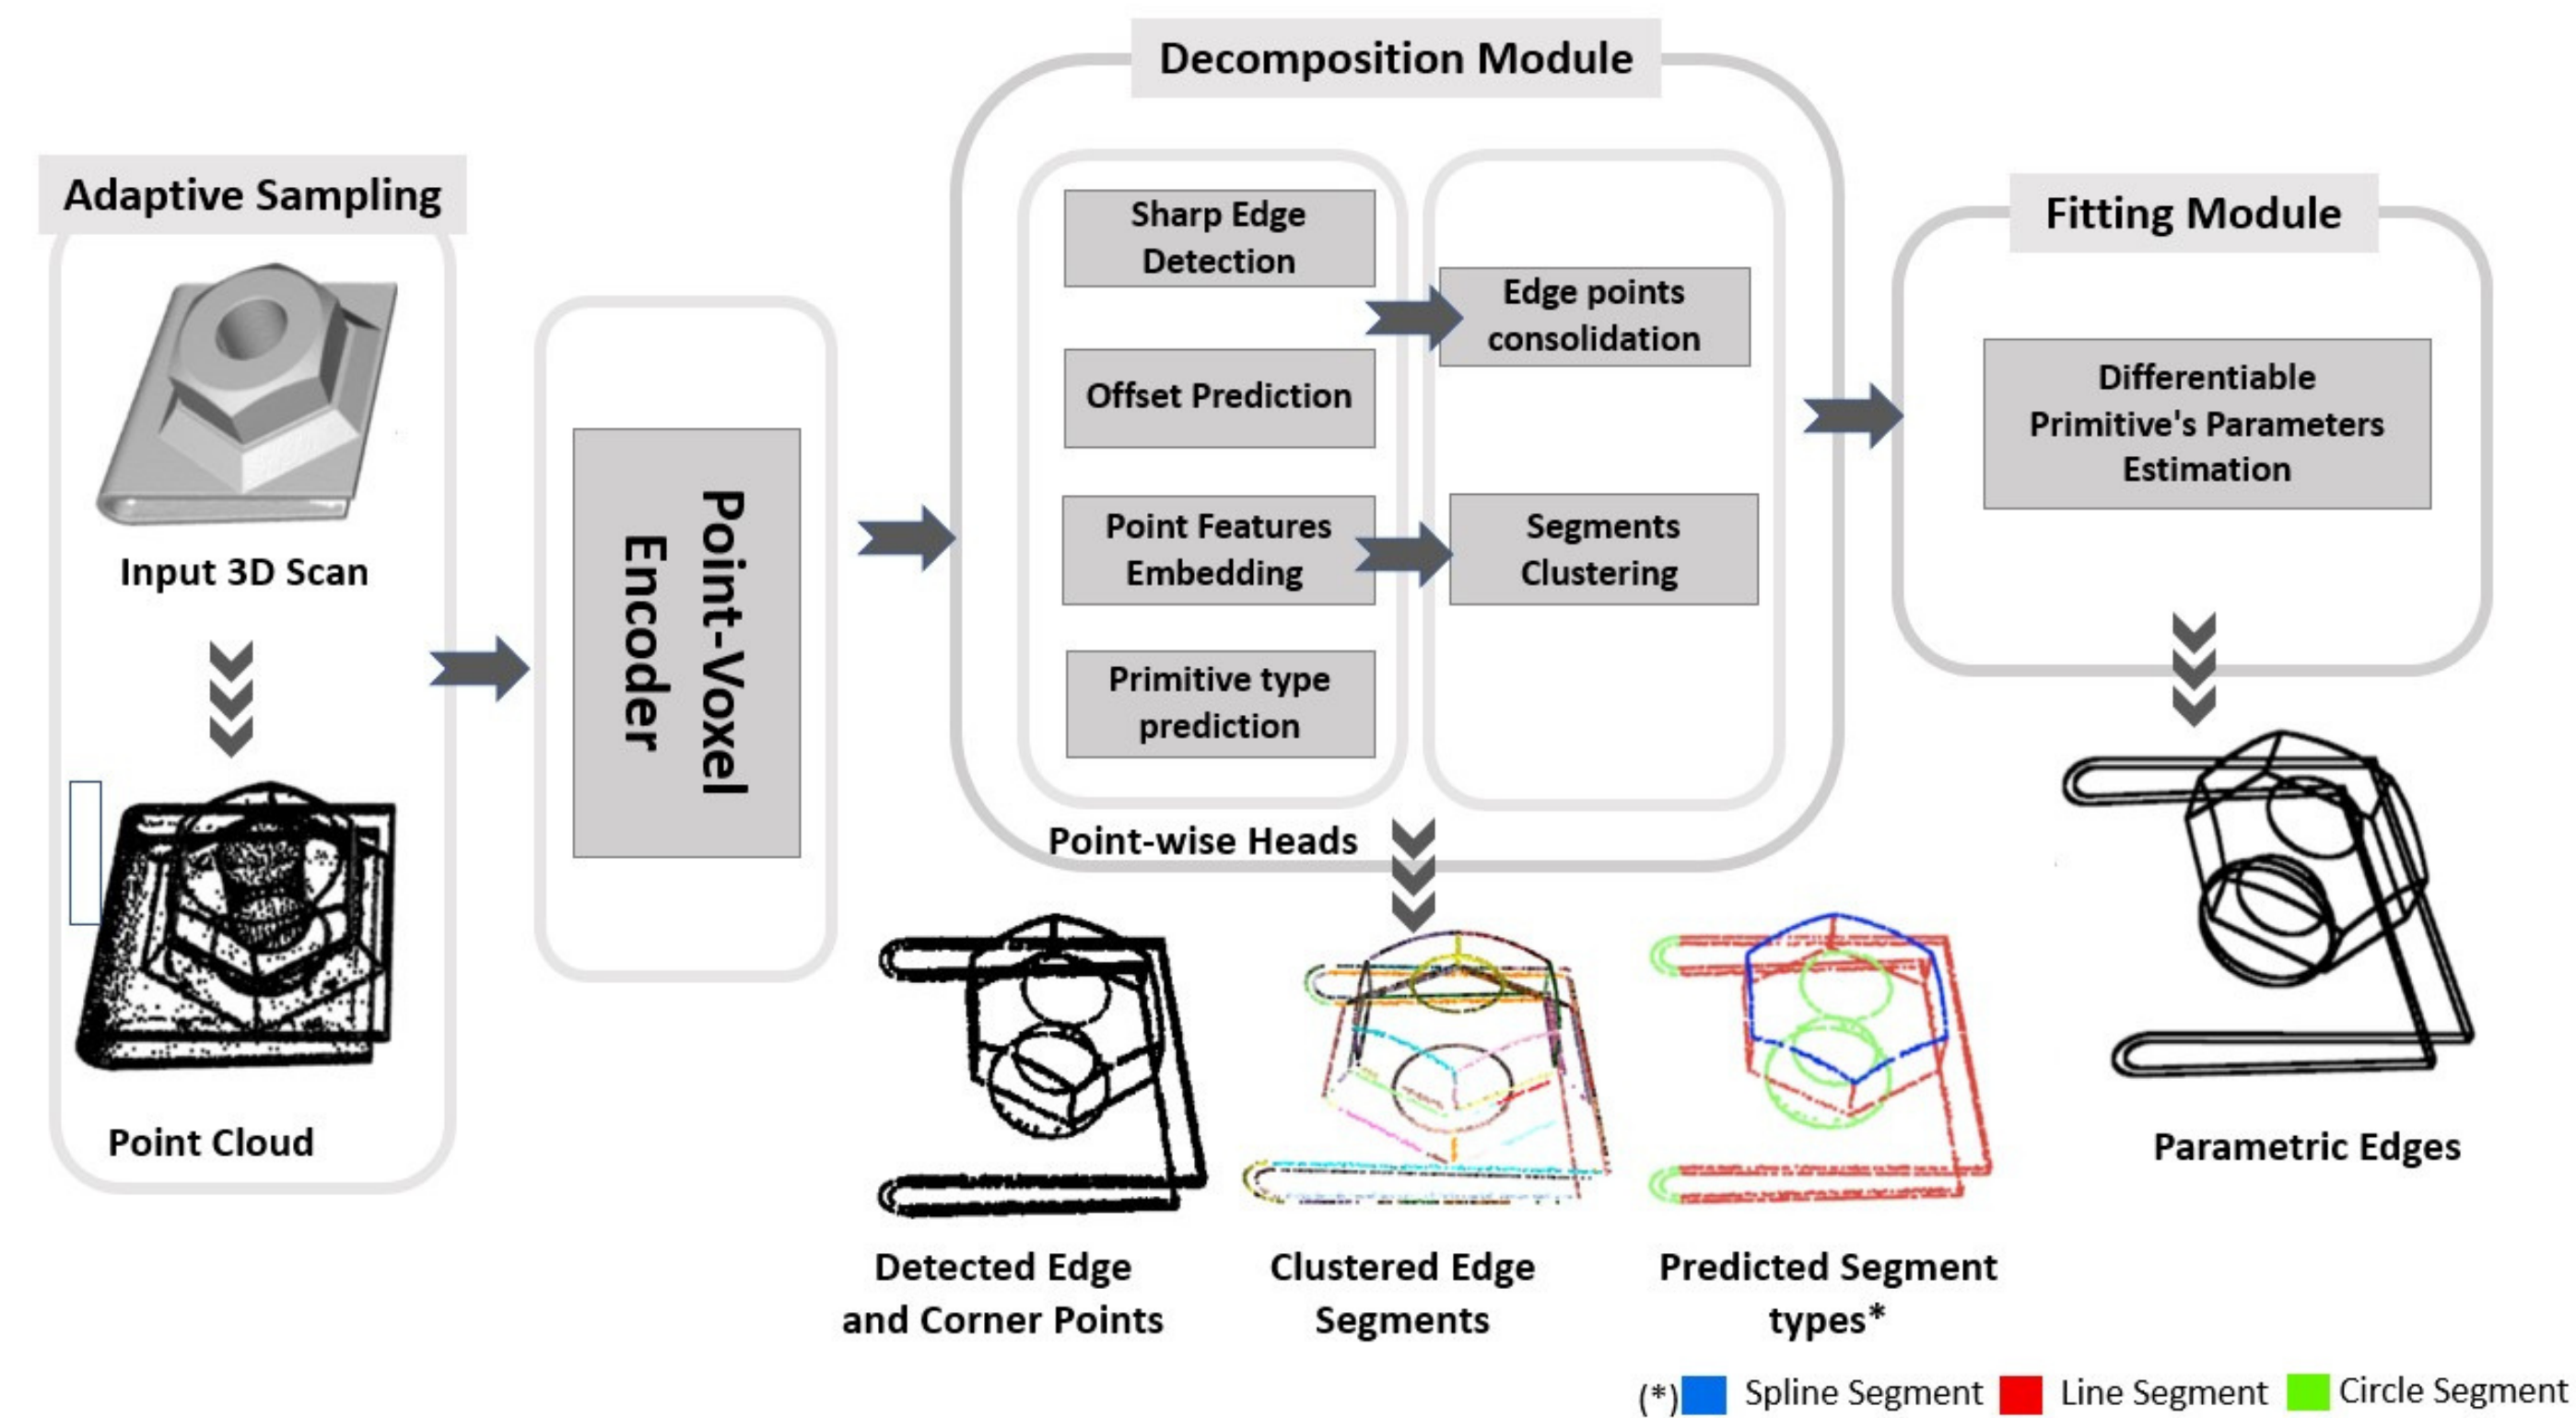 Decomposition Module
Adaptive Sampling
Fitting Module
Sharp Edge
Detection
Edge points
consolidation
Offset Prediction
Differentiable
Primitive's Parameters
Estimation
Input 3D Scan
Point-Voxel
Encoder
Point Features
Embedding
Segments
Clustering
Primitive type
prediction
Point-wise Heads
Point Cloud
Parametric Edges
Detected Edge
and Corner Points
Clustered Edge
Segments
Predicted Segment
types*
(*) Spline Segment Line Segment Circle Segment